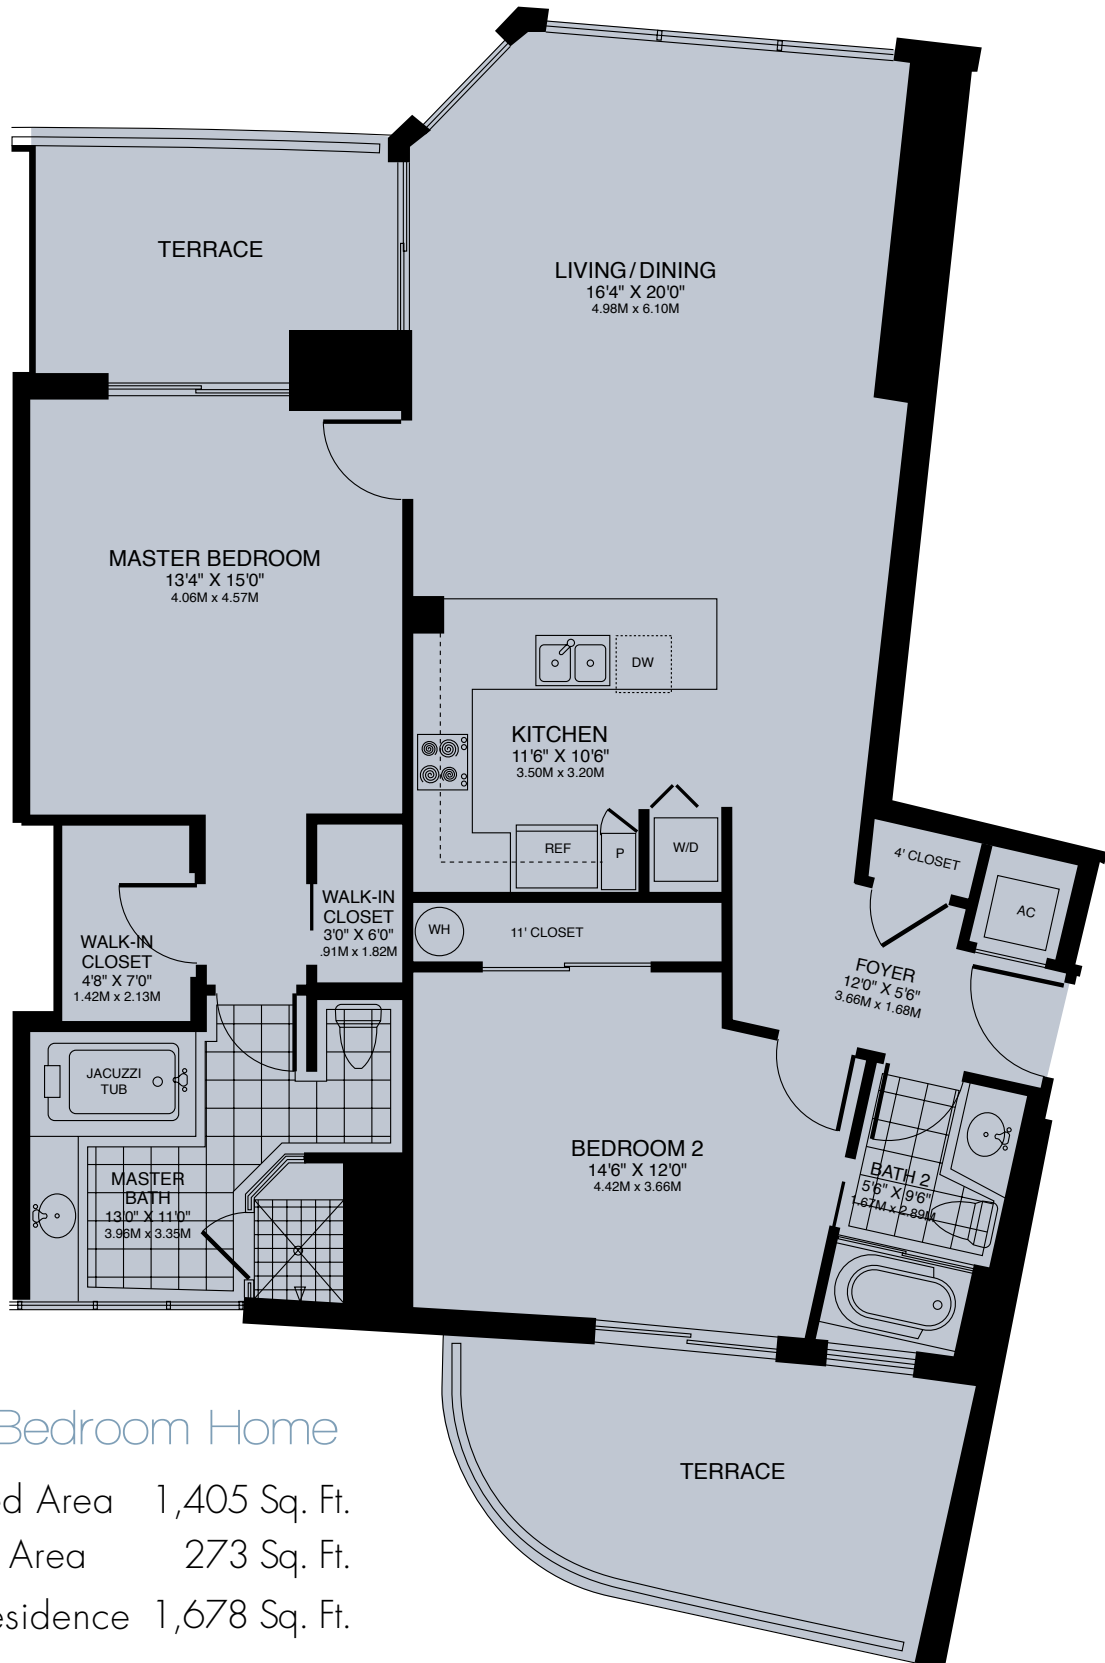 TERRACE
LIVING/DINING
16'4" X 20'0"
4.98M x 6.10M
MASTER BEDROOM
13'4" X 15'0"
4.06M x 4.57M
DW
KITCHEN
11'6" X 10'6"
3.50M x 3.20M
REF
P
W/D
4' CLOSET
AC
WALK-IN
CLOSET
3'0" X 6'0"
.91M x 1.82M
WALK-IN
CLOSET
4'8" X 7'0"
1.42M x 2.13M
WH
11' CLOSET
FOYER
12'0" X 5'6"
3.66M x 1.68M
JACUZZI
TUB
MASTER
BATH
13'0" X 11'0"
3.96M x 3.35M
BEDROOM 2
14'6" X 12'0"
4.42M x 3.66M
BATH 2
5'6" X 9'6"
1.67M x 2.89M
TERRACE
Bedroom Home
d Area 1,405 Sq. Ft.
Area 273 Sq. Ft.
esidence 1,678 Sq. Ft.